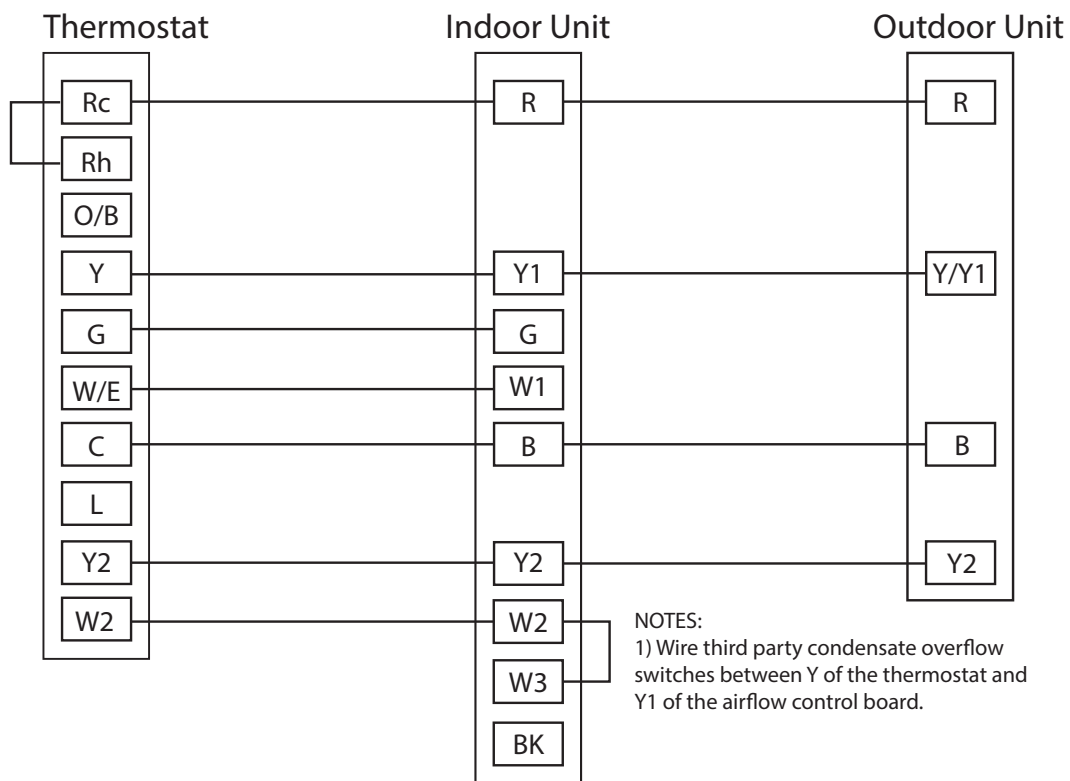 Thermostat Indoor Unit Outdoor Unit
Rc R R
Rh
O/B
Y Y1 Y/Y1
G G
W/E W1
C B B
L
Y2 Y2 Y2
W2 W2
W3
BK
NOTES:
1) Wire third party condensate overflow
switches between Y of the thermostat and
Y1 of the airflow control board.